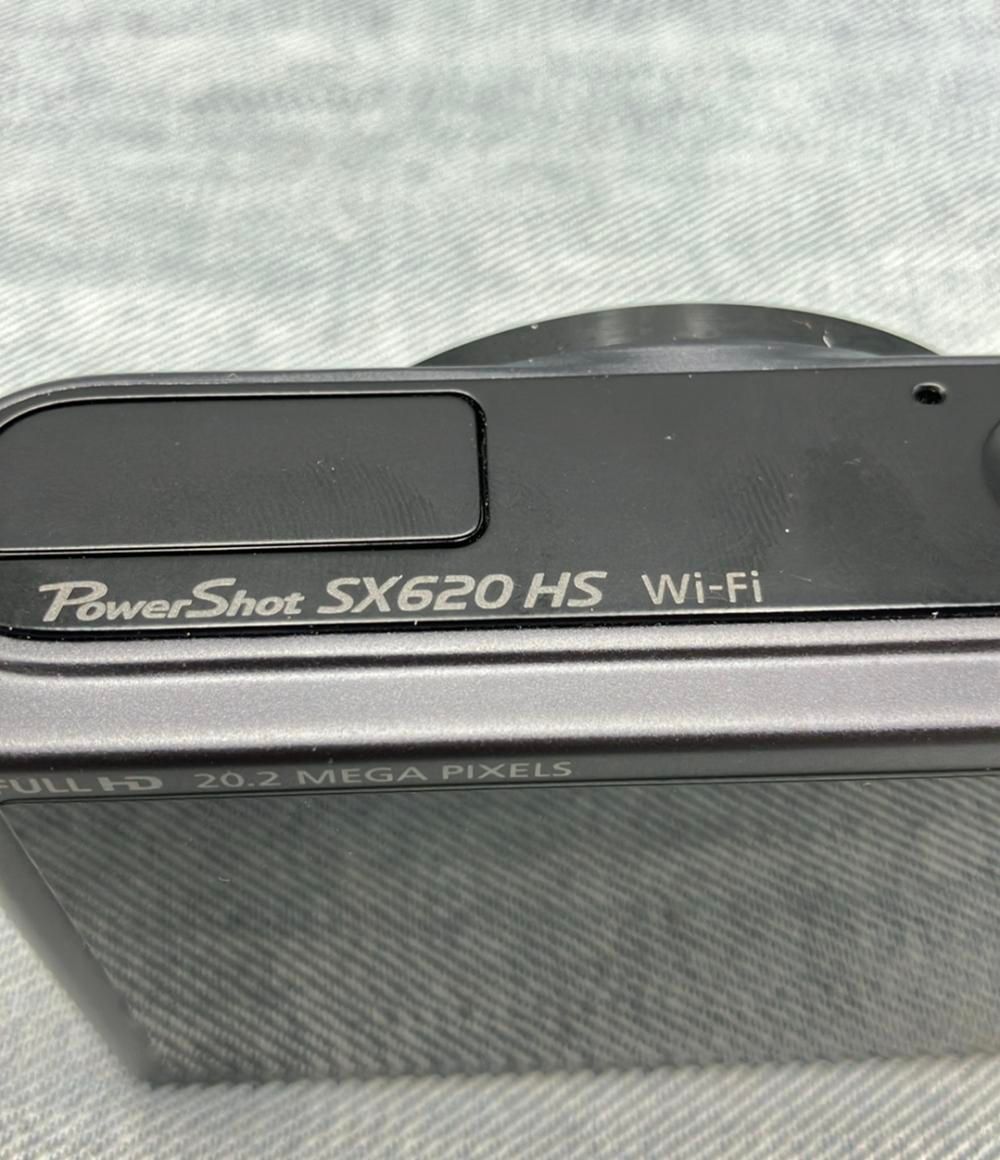 PowerShot SX620 HS Wi-Fi
FULL HD 20.2 MEGA PIXELS